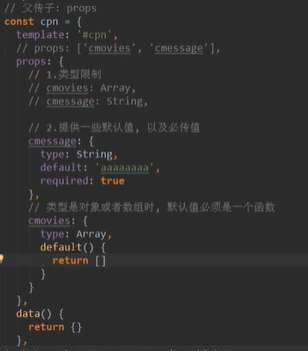 // 父传子: props
const cpn = {
  template: '#cpn',
  // props: ['cmovies', 'cmessage'],
  props: {
    // 1.类型限制
    // cmovies: Array,
    // cmessage: String,

    // 2.提供一些默认值, 以及必传值
    cmessage: {
      type: String,
      default: 'aaaaaaaa',
      required: true
    },
    // 类型是对象或者数组时, 默认值必须是一个函数
    cmovies: {
      type: Array,
      default() {
        return []
      }
    }
  },
  data() {
    return {}
  },